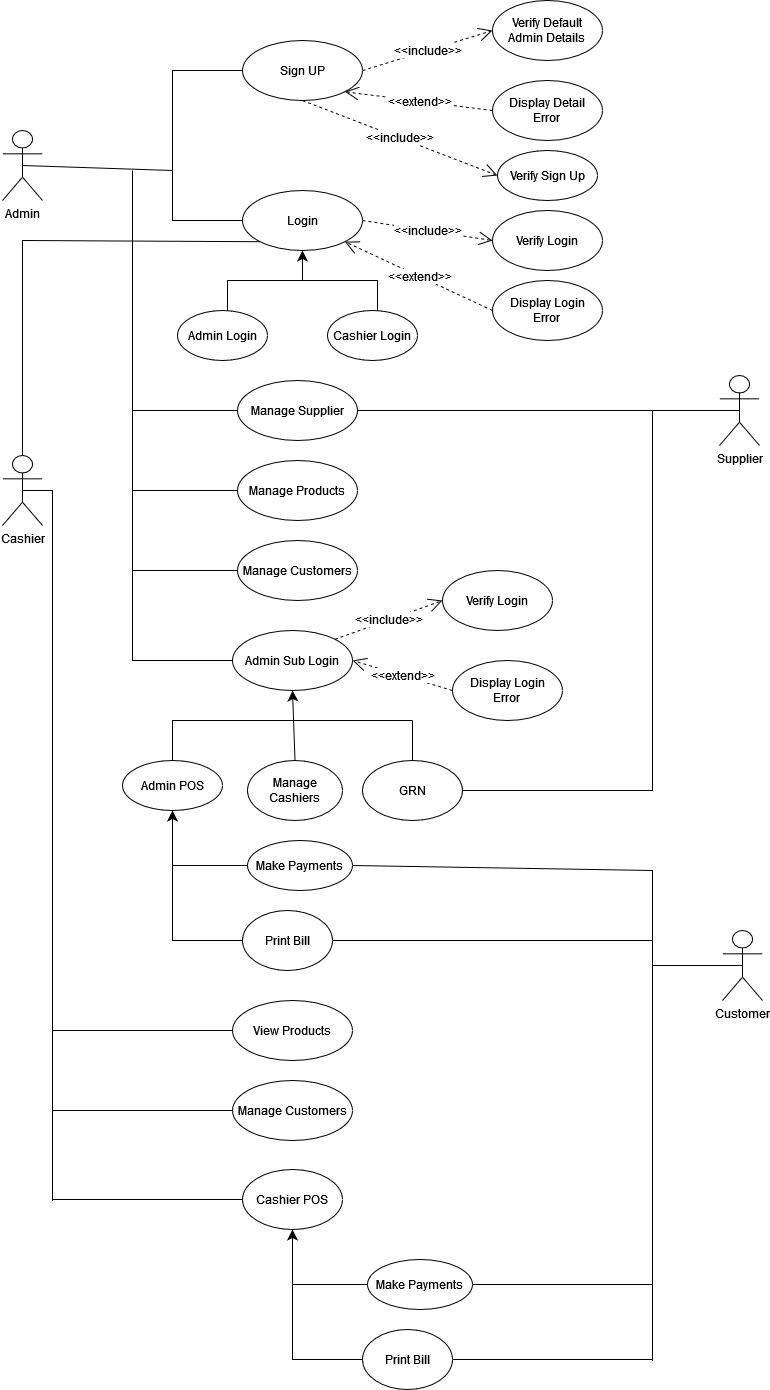 Verify Default
Admin Details
<<include>>
Sign UP
<<extend>>
Display Detail
Error
<<include>>
Verify Sign Up
Admin
Login
<<include>>
Verify Login
<<extend>>
Display Login
Error
Admin Login
Cashier Login
Manage Supplier
Supplier
Manage Products
Cashier
Manage Customers
Verify Login
<<include>>
Admin Sub Login
<<extend>>
Display Login
Error
Admin POS
Manage
Cashiers
GRN
Make Payments
Print Bill
Customer
View Products
Manage Customers
Cashier POS
Make Payments
Print Bill